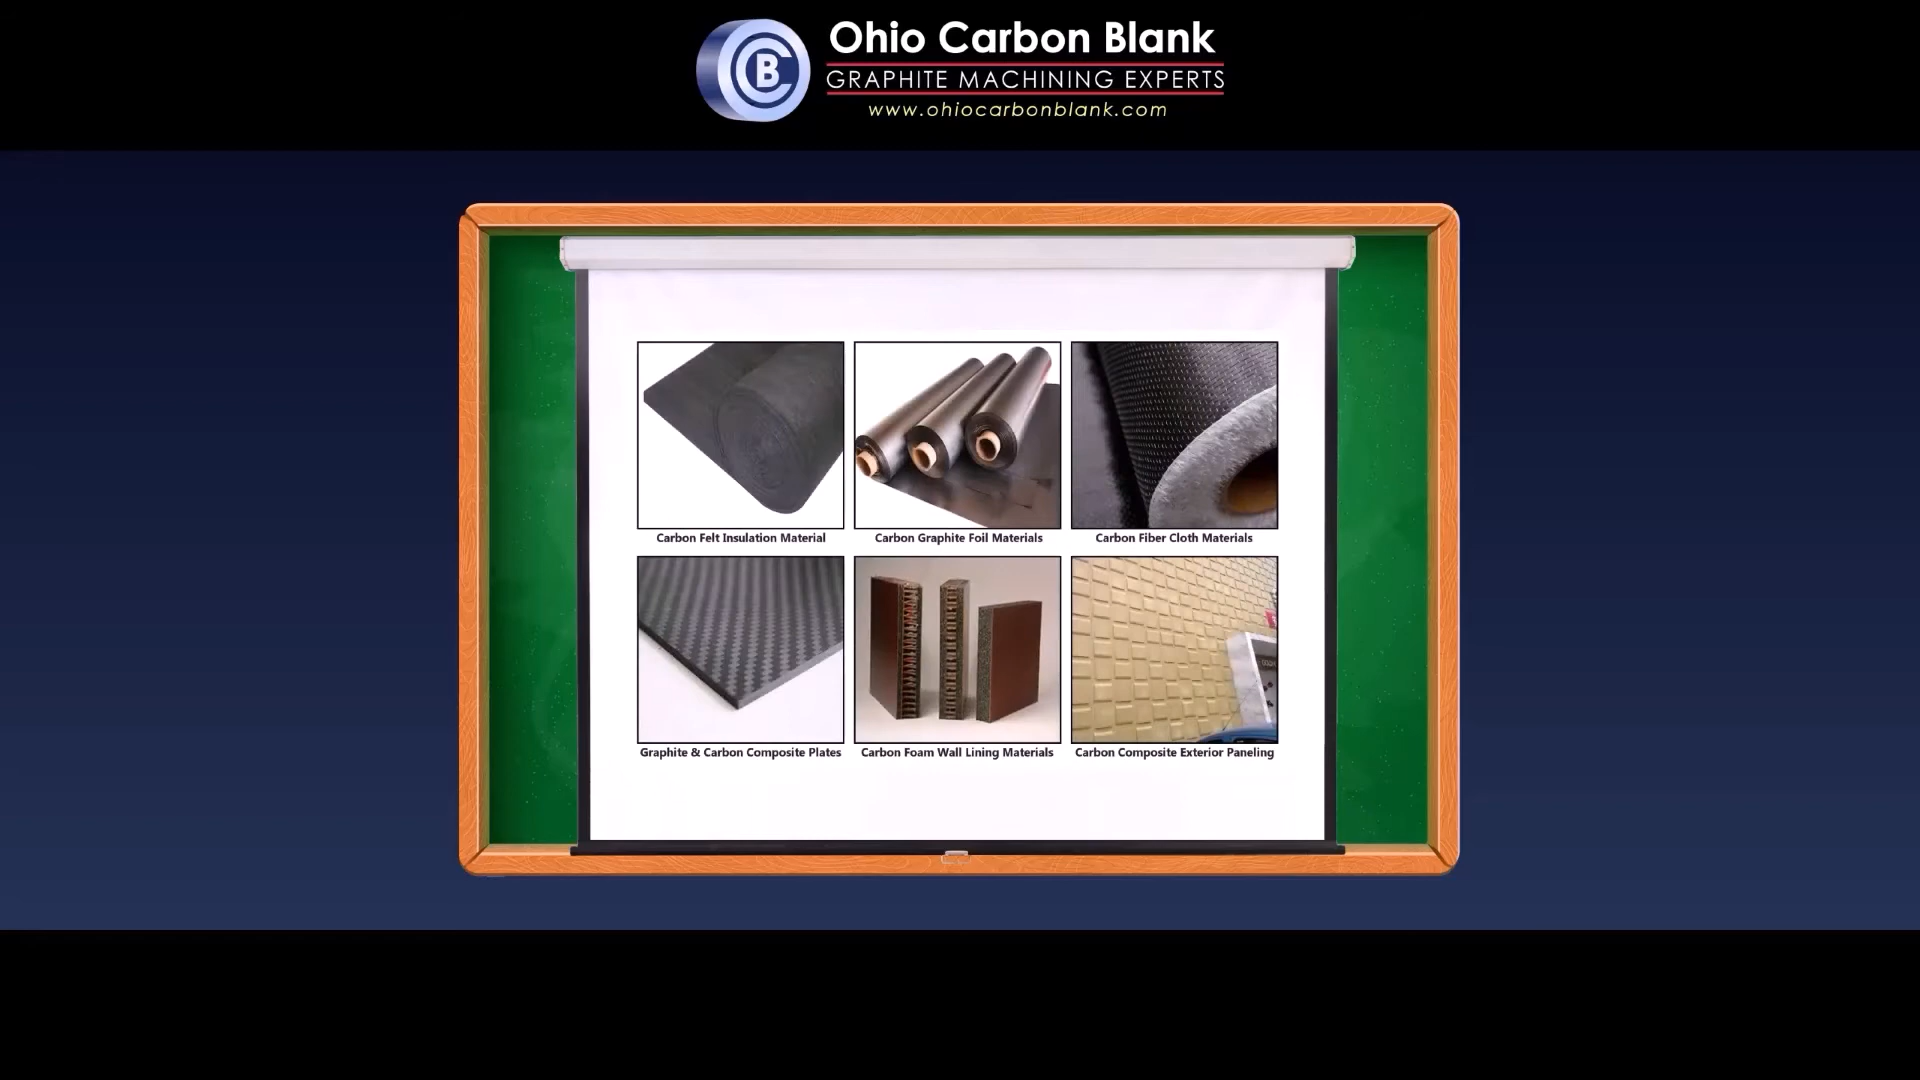 Ohio Carbon Blank
GRAPHITE MACHINING EXPERTS
www.ohiocarbonblank.com
Carbon Felt Insulation Material
Carbon Graphite Foil Materials
Carbon Fiber Cloth Materials
Graphite & Carbon Composite Plates
Carbon Foam Wall Lining Materials
Carbon Composite Exterior Paneling